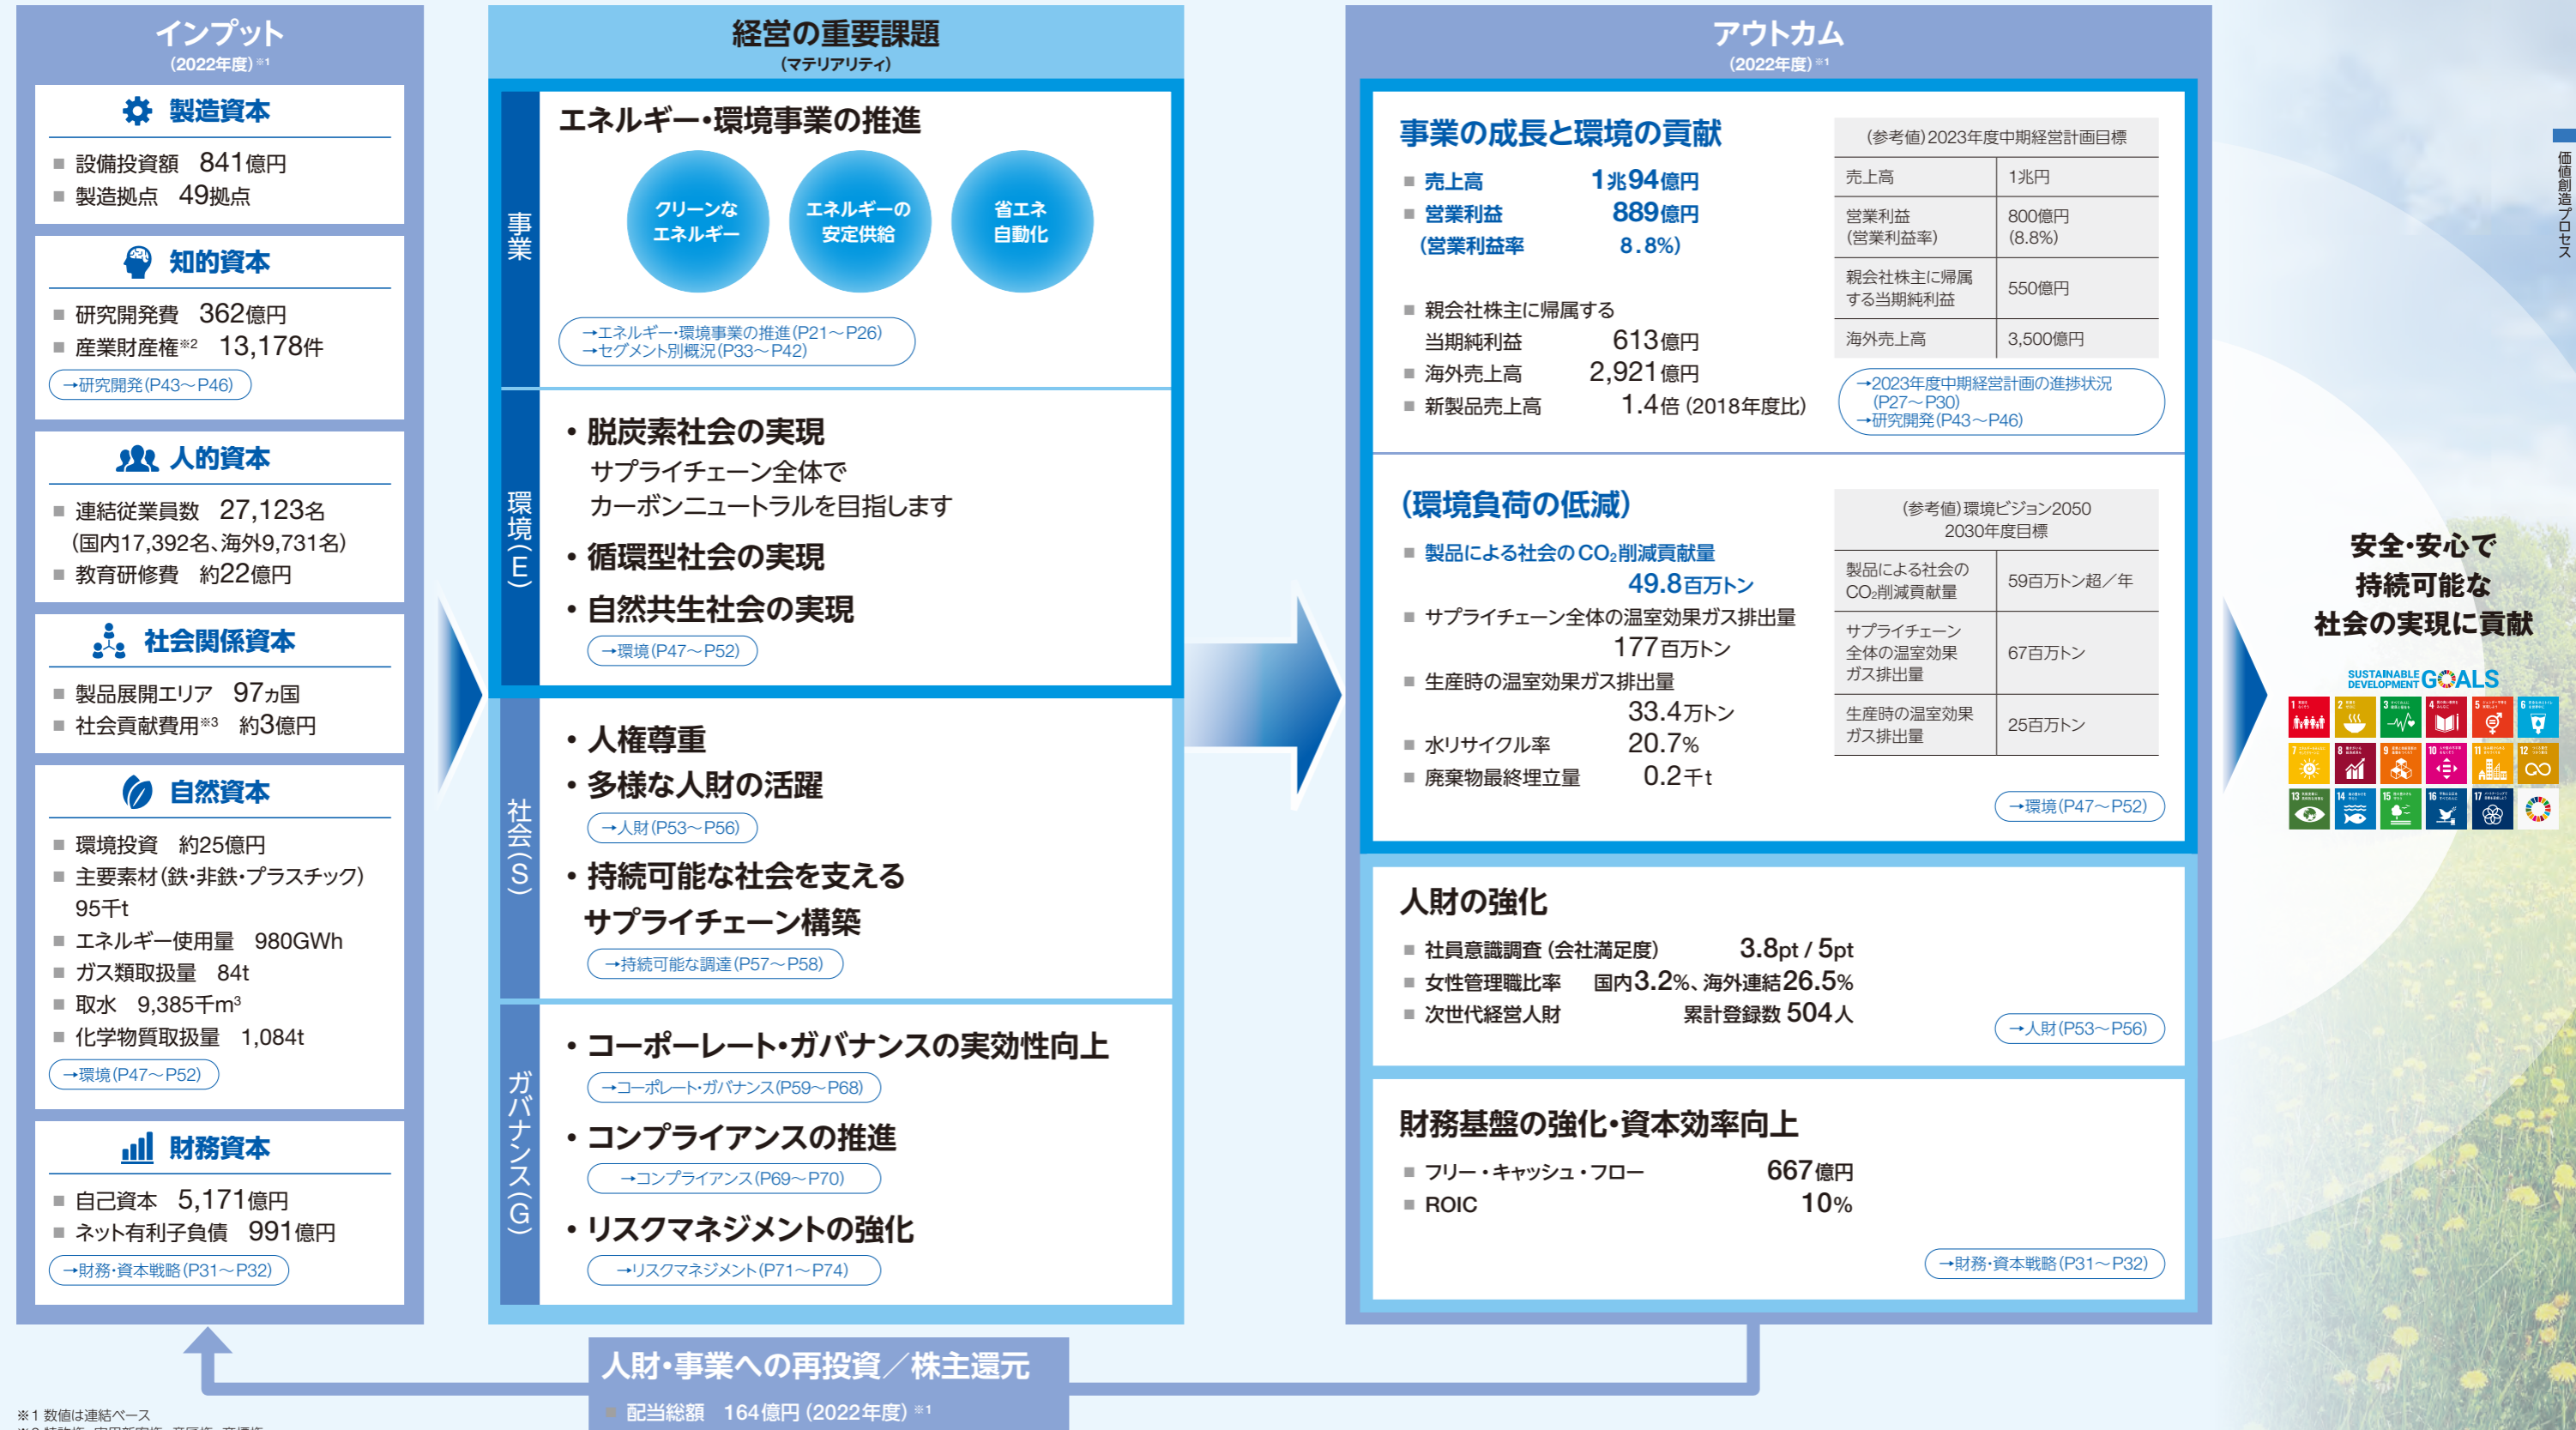 インプット
(2022年度)※1
製造資本
■ 設備投資額 841億円
■ 製造拠点 49拠点
知的資本
■ 研究開発費 362億円
■ 産業財産権※2 13,178件
→研究開発(P43～P46)
人的資本
■ 連結従業員数 27,123名
(国内17,392名、海外9,731名)
■ 教育研修費 約22億円
社会関係資本
■ 製品展開エリア 97ヵ国
■ 社会貢献費用※3 約3億円
自然資本
■ 環境投資 約25億円
■ 主要素材(鉄・非鉄・プラスチック)
95千t
■ エネルギー使用量 980GWh
■ ガス類取扱量 84t
■ 取水 9,385千m³
■ 化学物質取扱量 1,084t
→環境(P47～P52)
財務資本
■ 自己資本 5,171億円
■ ネット有利子負債 991億円
→財務・資本戦略(P31～P32)
経営の重要課題
(マテリアリティ)
事業
エネルギー・環境事業の推進
クリーンな
エネルギー
エネルギーの
安定供給
省エネ
自動化
→エネルギー・環境事業の推進(P21～P26)
→セグメント別概況(P33～P42)
環境(E)
・脱炭素社会の実現
サプライチェーン全体で
カーボンニュートラルを目指します
・循環型社会の実現
・自然共生社会の実現
→環境(P47～P52)
社会(S)
・人権尊重
・多様な人財の活躍
→人財(P53～P56)
・持続可能な社会を支える
サプライチェーン構築
→持続可能な調達(P57～P58)
ガバナンス(G)
・コーポーレート・ガバナンスの実効性向上
→コーポレート・ガバナンス(P59～P68)
・コンプライアンスの推進
→コンプライアンス(P69～P70)
・リスクマネジメントの強化
→リスクマネジメント(P71～P74)
アウトカム
(2022年度)※1
事業の成長と環境の貢献
■ 売上高 1兆94億円
■ 営業利益 889億円
(営業利益率 8.8%)
■ 親会社株主に帰属する
当期純利益 613億円
■ 海外売上高 2,921億円
■ 新製品売上高 1.4倍(2018年度比)
(参考値)2023年度中期経営計画目標
売上高 1兆円
営業利益 800億円
(営業利益率) (8.8%)
親会社株主に帰属
する当期純利益 550億円
海外売上高 3,500億円
→2023年度中期経営計画の進捗状況
(P27～P30)
→研究開発(P43～P46)
(環境負荷の低減)
■ 製品による社会のCO₂削減貢献量
49.8百万トン
■ サプライチェーン全体の温室効果ガス排出量
177百万トン
■ 生産時の温室効果ガス排出量
33.4万トン
■ 水リサイクル率 20.7%
■ 廃棄物最終埋立量 0.2千t
(参考値)環境ビジョン2050
2030年度目標
製品による社会の
CO₂削減貢献量 59百万トン超／年
サプライチェーン
全体の温室効果
ガス排出量 67百万トン
生産時の温室効果
ガス排出量 25百万トン
→環境(P47～P52)
人財の強化
■ 社員意識調査(会社満足度) 3.8pt / 5pt
■ 女性管理職比率 国内3.2%、海外連結26.5%
■ 次世代経営人財 累計登録数 504人
→人財(P53～P56)
財務基盤の強化・資本効率向上
■ フリー・キャッシュ・フロー 667億円
■ ROIC 10%
→財務・資本戦略(P31～P32)
安全・安心で
持続可能な
社会の実現に貢献
SUSTAINABLE
DEVELOPMENT GOALS
1 2 3 4 5 6
7 8 9 10 11 12
13 14 15 16 17
価値創造プロセス
人財・事業への再投資／株主還元
■ 配当総額 164億円(2022年度)※1
※1 数値は連結ベース